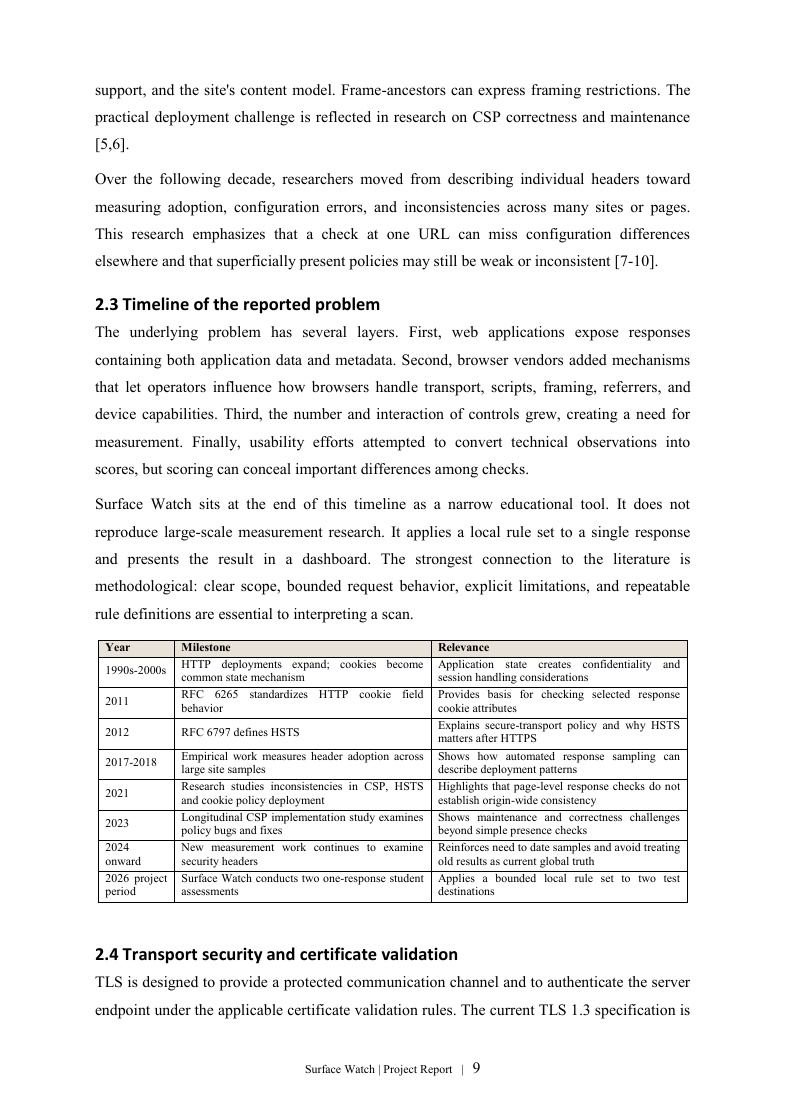 support, and the site's content model. Frame-ancestors can express framing restrictions. The
practical deployment challenge is reflected in research on CSP correctness and maintenance
[5,6].
Over the following decade, researchers moved from describing individual headers toward
measuring adoption, configuration errors, and inconsistencies across many sites or pages.
This research emphasizes that a check at one URL can miss configuration differences
elsewhere and that superficially present policies may still be weak or inconsistent [7-10].
2.3 Timeline of the reported problem
The underlying problem has several layers. First, web applications expose responses
containing both application data and metadata. Second, browser vendors added mechanisms
that let operators influence how browsers handle transport, scripts, framing, referrers, and
device capabilities. Third, the number and interaction of controls grew, creating a need for
measurement. Finally, usability efforts attempted to convert technical observations into
scores, but scoring can conceal important differences among checks.
Surface Watch sits at the end of this timeline as a narrow educational tool. It does not
reproduce large-scale measurement research. It applies a local rule set to a single response
and presents the result in a dashboard. The strongest connection to the literature is
methodological: clear scope, bounded request behavior, explicit limitations, and repeatable
rule definitions are essential to interpreting a scan.
Year Milestone Relevance
1990s-2000s HTTP deployments expand; cookies become common state mechanism Application state creates confidentiality and session handling considerations
2011 RFC 6265 standardizes HTTP cookie field behavior Provides basis for checking selected response cookie attributes
2012 RFC 6797 defines HSTS Explains secure-transport policy and why HSTS matters after HTTPS
2017-2018 Empirical work measures header adoption across large site samples Shows how automated response sampling can describe deployment patterns
2021 Research studies inconsistencies in CSP, HSTS and cookie policy deployment Highlights that page-level response checks do not establish origin-wide consistency
2023 Longitudinal CSP implementation study examines policy bugs and fixes Shows maintenance and correctness challenges beyond simple presence checks
2024 onward New measurement work continues to examine security headers Reinforces need to date samples and avoid treating old results as current global truth
2026 project period Surface Watch conducts two one-response student assessments Applies a bounded local rule set to two test destinations
2.4 Transport security and certificate validation
TLS is designed to provide a protected communication channel and to authenticate the server
endpoint under the applicable certificate validation rules. The current TLS 1.3 specification is
Surface Watch | Project Report | 9